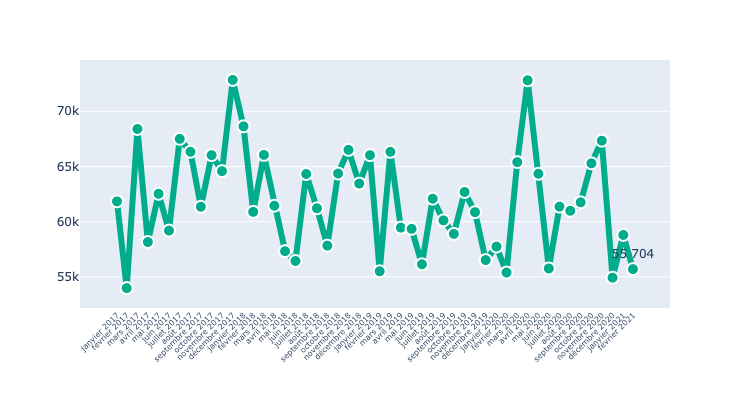 70k
65k
60k
55k
55,704
janvier 2017
février 2017
mars 2017
avril 2017
mai 2017
juin 2017
juillet 2017
août 2017
septembre 2017
octobre 2017
novembre 2017
décembre 2017
janvier 2018
février 2018
mars 2018
avril 2018
mai 2018
juin 2018
juillet 2018
août 2018
septembre 2018
octobre 2018
novembre 2018
décembre 2018
janvier 2019
février 2019
mars 2019
avril 2019
mai 2019
juin 2019
juillet 2019
août 2019
septembre 2019
octobre 2019
novembre 2019
décembre 2019
janvier 2020
février 2020
mars 2020
avril 2020
mai 2020
juin 2020
juillet 2020
août 2020
septembre 2020
octobre 2020
novembre 2020
décembre 2020
janvier 2021
février 2021